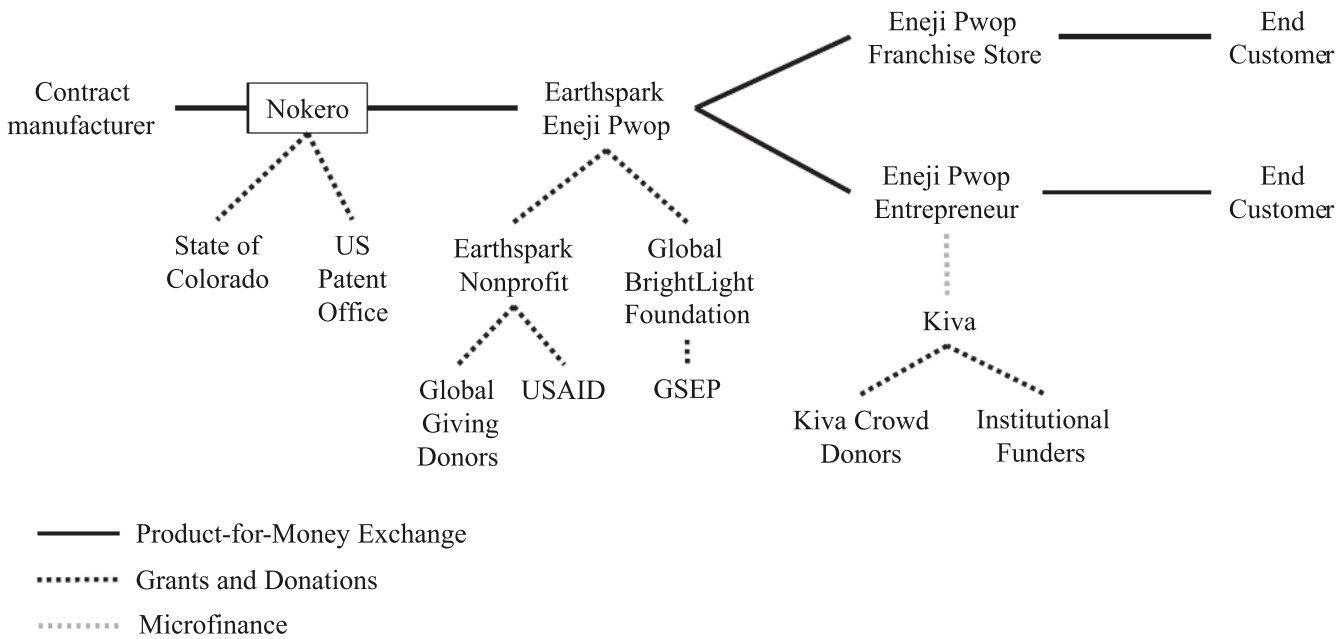 Contract
manufacturer
Nokero
Earthspark
Eneji Pwop
Eneji Pwop
Franchise Store
End
Customer
Eneji Pwop
Entrepreneur
End
Customer
State of
Colorado
US
Patent
Office
Earthspark
Nonprofit
Global
BrightLight
Foundation
Kiva
Global
Giving
Donors
USAID
GSEP
Kiva Crowd
Donors
Institutional
Funders
Product-for-Money Exchange
Grants and Donations
Microfinance